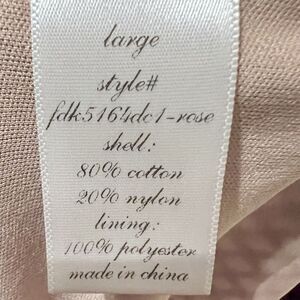 large
style#
fdk5164dc1-rose
shell:
80% cotton
20% nylon
lining:
100% polyester
made in china